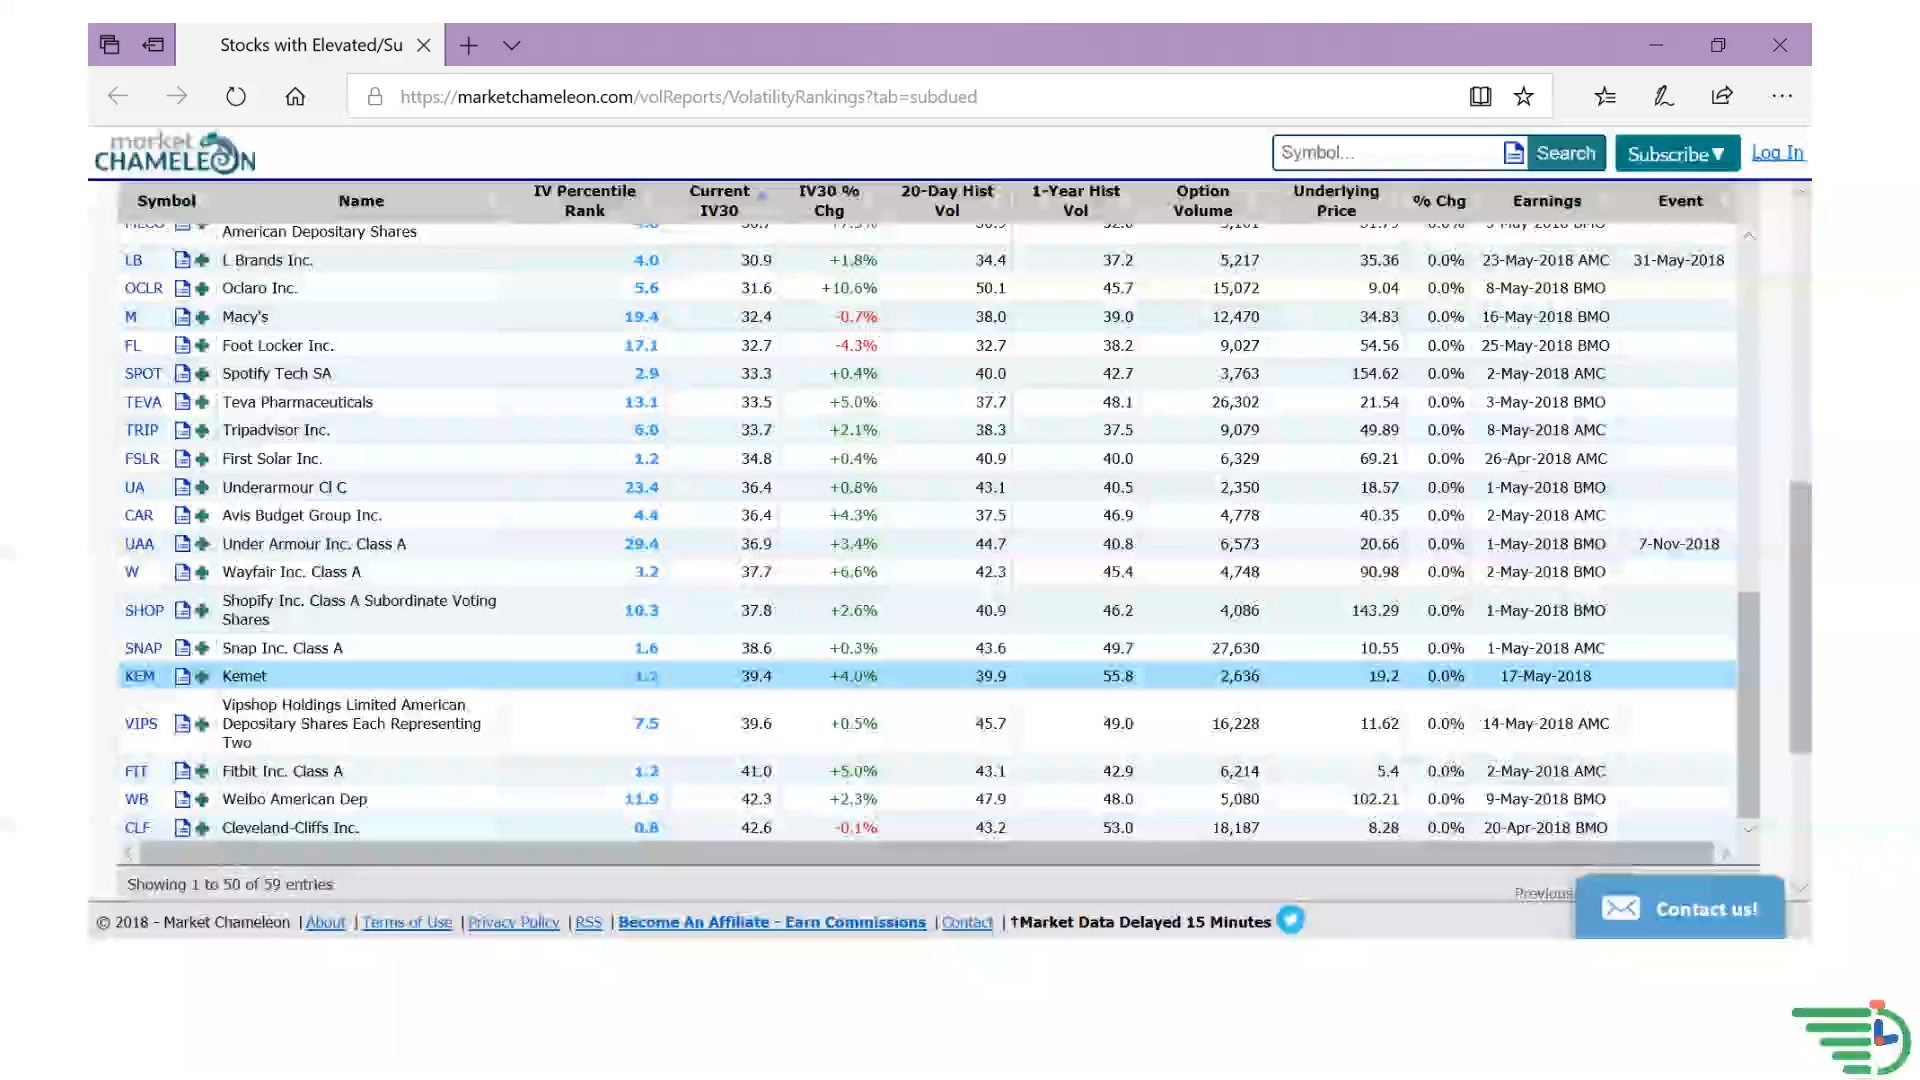 Stocks with Elevated/Su
https://marketchameleon.com/volReports/VolatilityRankings?tab=subdued
market CHAMELEON
Symbol... Search Subscribe▼ Log In
Symbol Name IV Percentile Rank Current IV30 IV30 % Chg 20-Day Hist Vol 1-Year Hist Vol Option Volume Underlying Price % Chg Earnings Event
American Depositary Shares
LB L Brands Inc. 4.0 30.9 +1.8% 34.4 37.2 5,217 35.36 0.0% 23-May-2018 AMC 31-May-2018
OCLR Oclaro Inc. 5.6 31.6 +10.6% 50.1 45.7 15,072 9.04 0.0% 8-May-2018 BMO
M Macy's 19.4 32.4 -0.7% 38.0 39.0 12,470 34.83 0.0% 16-May-2018 BMO
FL Foot Locker Inc. 17.1 32.7 -4.3% 32.7 38.2 9,027 54.56 0.0% 25-May-2018 BMO
SPOT Spotify Tech SA 2.9 33.3 +0.4% 40.0 42.7 3,763 154.62 0.0% 2-May-2018 AMC
TEVA Teva Pharmaceuticals 13.1 33.5 +5.0% 37.7 48.1 26,302 21.54 0.0% 3-May-2018 BMO
TRIP Tripadvisor Inc. 6.0 33.7 +2.1% 38.3 37.5 9,079 49.89 0.0% 8-May-2018 AMC
FSLR First Solar Inc. 1.2 34.8 +0.4% 40.9 40.0 6,329 69.21 0.0% 26-Apr-2018 AMC
UA Underarmour Cl C 23.4 36.4 +0.8% 43.1 40.5 2,350 18.57 0.0% 1-May-2018 BMO
CAR Avis Budget Group Inc. 4.4 36.4 +4.3% 37.5 46.9 4,778 40.35 0.0% 2-May-2018 AMC
UAA Under Armour Inc. Class A 29.4 36.9 +3.4% 44.7 40.8 6,573 20.66 0.0% 1-May-2018 BMO 7-Nov-2018
W Wayfair Inc. Class A 3.2 37.7 +6.6% 42.3 45.4 4,748 90.98 0.0% 2-May-2018 BMO
SHOP Shopify Inc. Class A Subordinate Voting Shares 10.3 37.8 +2.6% 40.9 46.2 4,086 143.29 0.0% 1-May-2018 BMO
SNAP Snap Inc. Class A 1.6 38.6 +0.3% 43.6 49.7 27,630 10.55 0.0% 1-May-2018 AMC
KEM Kemet 1.2 39.4 +4.0% 39.9 55.8 2,636 19.2 0.0% 17-May-2018
VIPS Vipshop Holdings Limited American Depositary Shares Each Representing Two 7.5 39.6 +0.5% 45.7 49.0 16,228 11.62 0.0% 14-May-2018 AMC
FIT Fitbit Inc. Class A 1.2 41.0 +5.0% 43.1 42.9 6,214 5.4 0.0% 2-May-2018 AMC
WB Weibo American Dep 11.9 42.3 +2.3% 47.9 48.0 5,080 102.21 0.0% 9-May-2018 BMO
CLF Cleveland-Cliffs Inc. 0.8 42.6 -0.1% 43.2 53.0 18,187 8.28 0.0% 20-Apr-2018 BMO
Showing 1 to 50 of 59 entries
Previous
Contact us!
© 2018 - Market Chameleon | About | Terms of Use | Privacy Policy | RSS | Become An Affiliate - Earn Commissions | Contact | †Market Data Delayed 15 Minutes